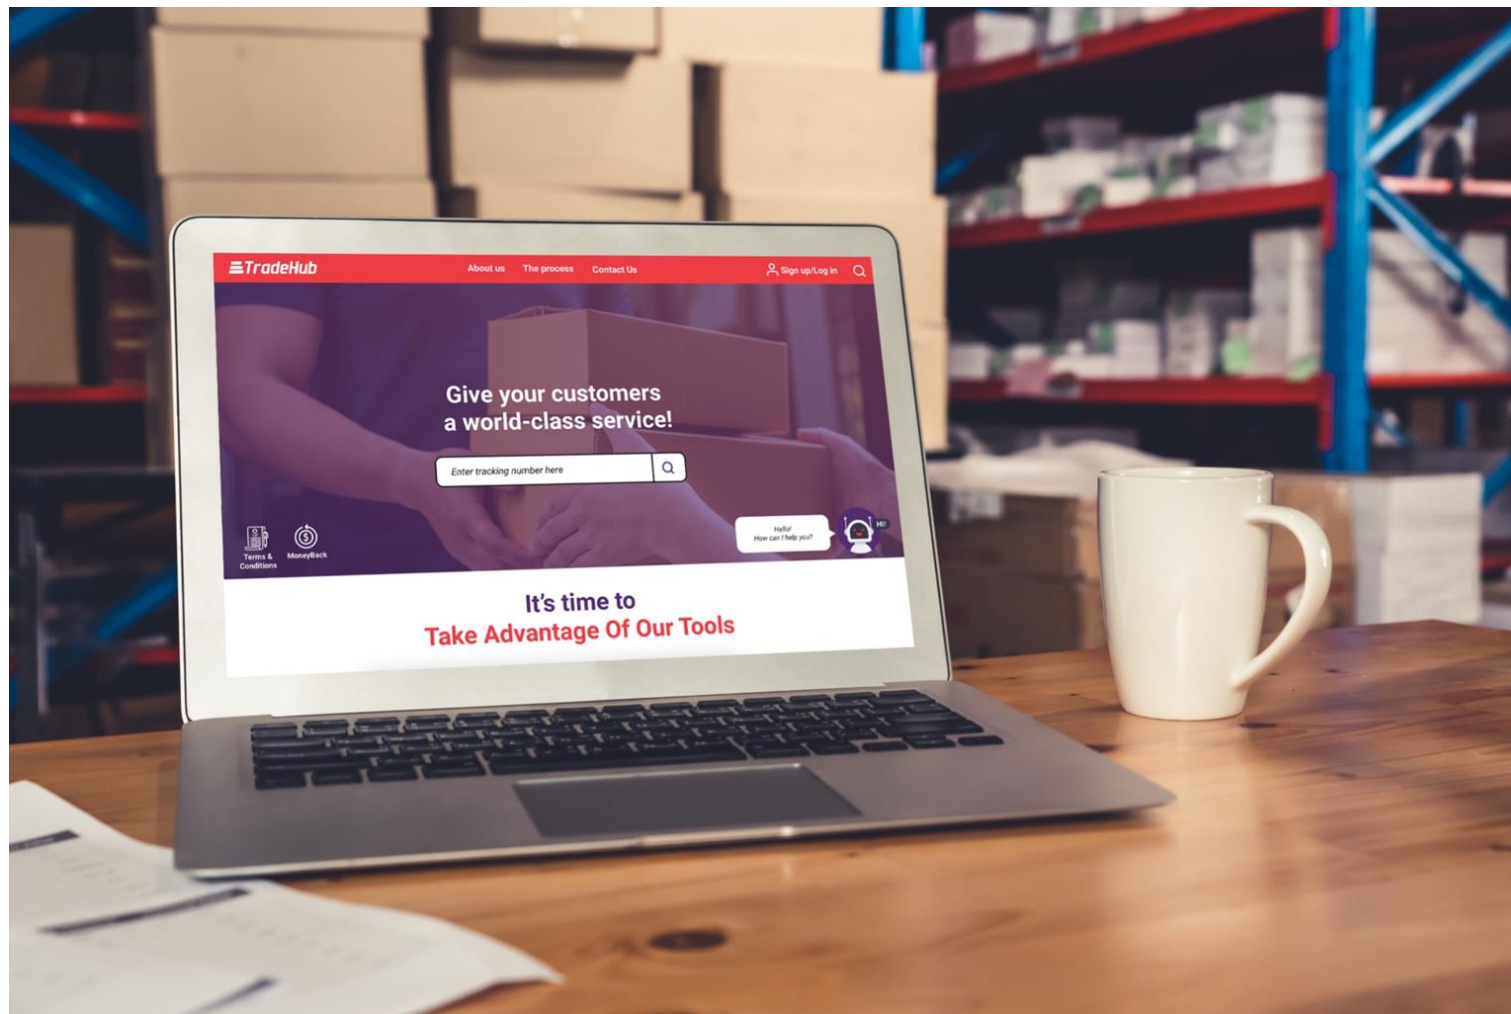 TradeHub
About us The process Contact Us
Sign up/Log in
Give your customers
a world-class service!
Enter tracking number here
Hello!
How can I help you?
Hi!
Terms &
Conditions
MoneyBack
It's time to
Take Advantage Of Our Tools